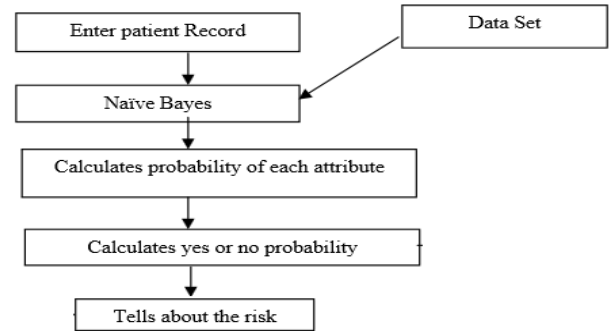 Enter patient Record
Data Set
Naïve Bayes
Calculates probability of each attribute
Calculates yes or no probability
Tells about the risk